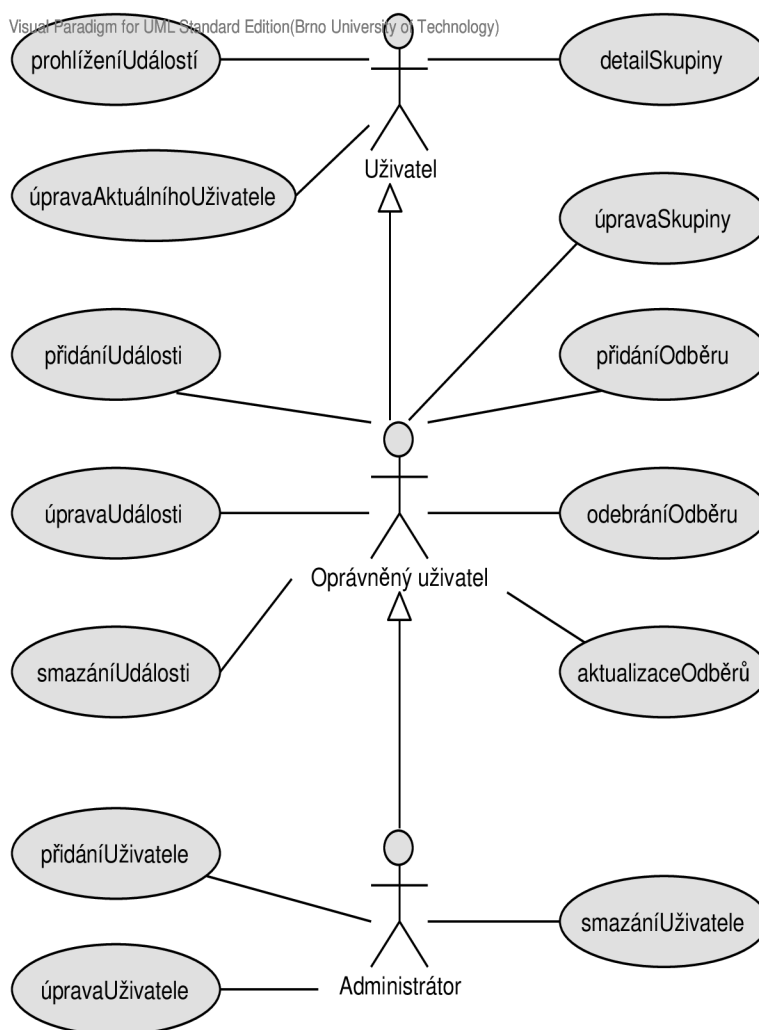 Visual Paradigm for UML Standard Edition(Brno University of Technology)
prohlíženíUdálostí
detailSkupiny
Uživatel
úpravaAktuálníhoUživatele
úpravaSkupiny
přidáníUdálosti
přidáníOdběru
úpravaUdálosti
odebráníOdběru
Oprávněný uživatel
smazáníUdálosti
aktualizaceOdběrů
přidáníUživatele
smazáníUživatele
Administrátor
úpravaUživatele